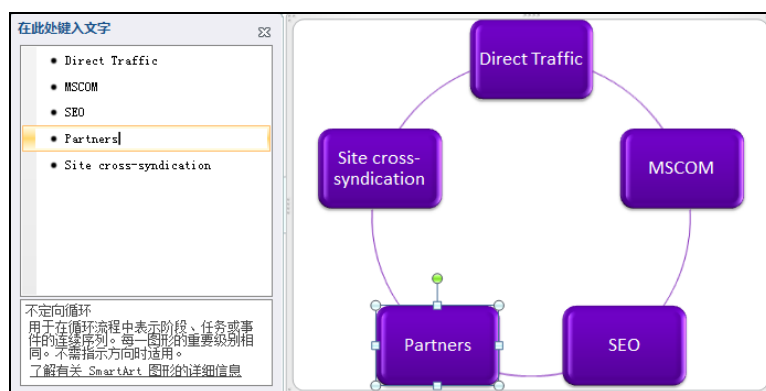 在此处键入文字
Direct Traffic
MSCOM
SEO
Partners
Site cross-syndication
不定向循环
用于在循环流程中表示阶段、任务或事
件的连续序列。每一图形的重要级别相
同。不需指示方向时适用。
了解有关 SmartArt 图形的详细信息
Direct Traffic
Site cross-
syndication
MSCOM
Partners
SEO